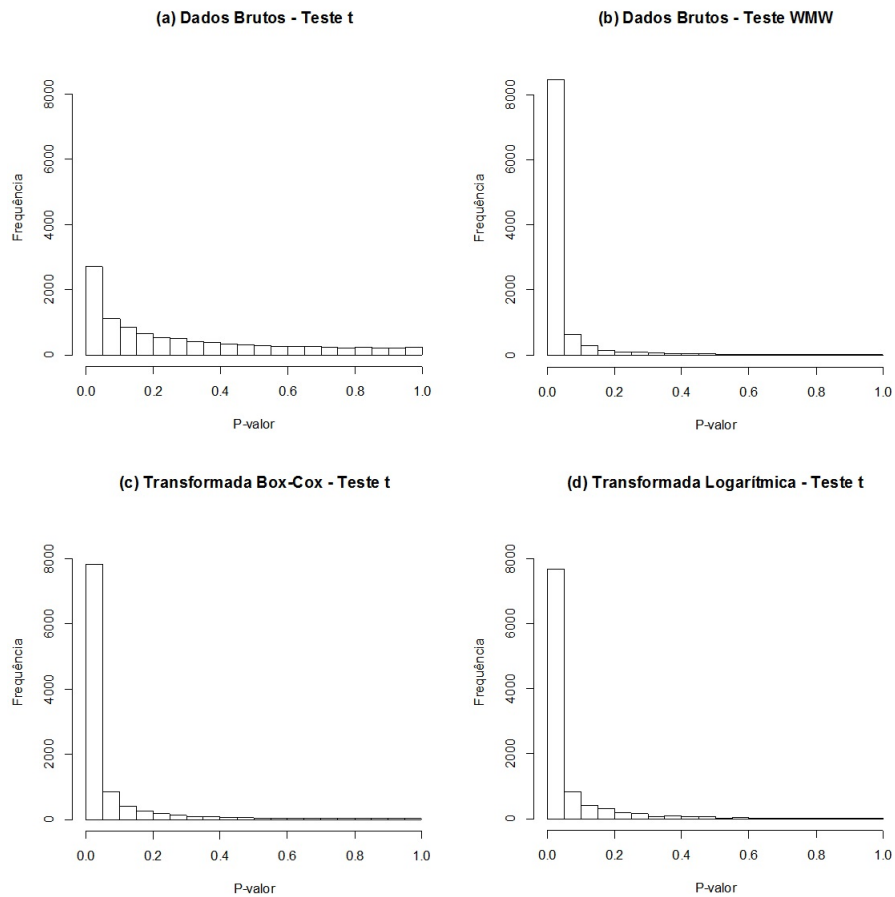 (a) Dados Brutos - Teste t
Frequência
8000
6000
4000
2000
0
0.0 0.2 0.4 0.6 0.8 1.0
P-valor
(b) Dados Brutos - Teste WMW
Frequência
8000
6000
4000
2000
0
0.0 0.2 0.4 0.6 0.8 1.0
P-valor
(c) Transformada Box-Cox - Teste t
Frequência
8000
6000
4000
2000
0
0.0 0.2 0.4 0.6 0.8 1.0
P-valor
(d) Transformada Logarítmica - Teste t
Frequência
8000
6000
4000
2000
0
0.0 0.2 0.4 0.6 0.8 1.0
P-valor